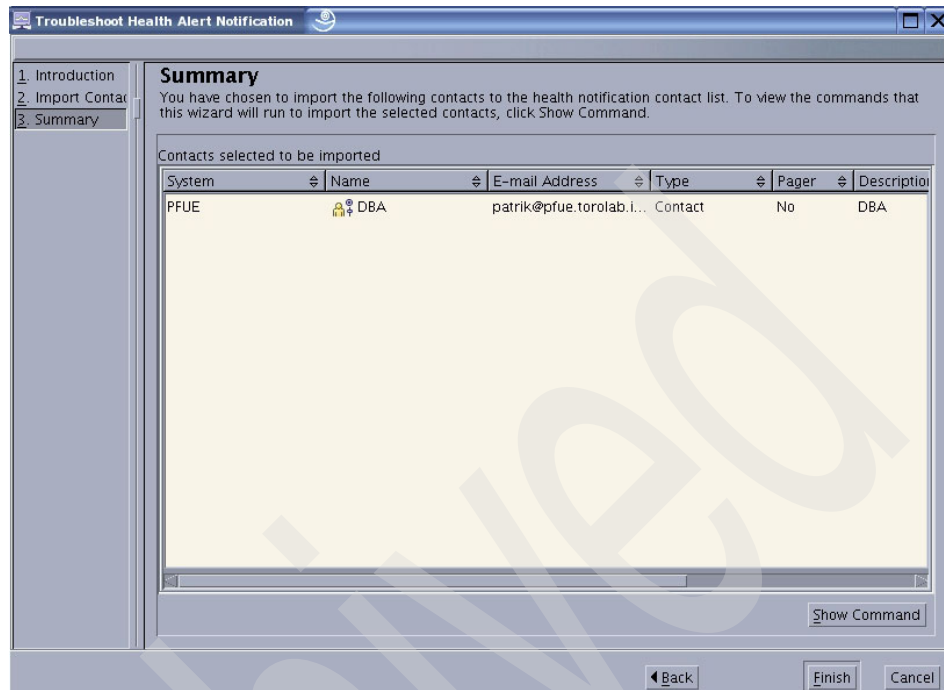 Troubleshoot Health Alert Notification
1. Introduction
2. Import Contac
3. Summary
Summary
You have chosen to import the following contacts to the health notification contact list. To view the commands that
this wizard will run to import the selected contacts, click Show Command.
Contacts selected to be imported
System Name E-mail Address Type Pager Description
PFUE DBA patrik@pfue.torolab.i... Contact No DBA
Show Command
Back Finish Cancel
hived